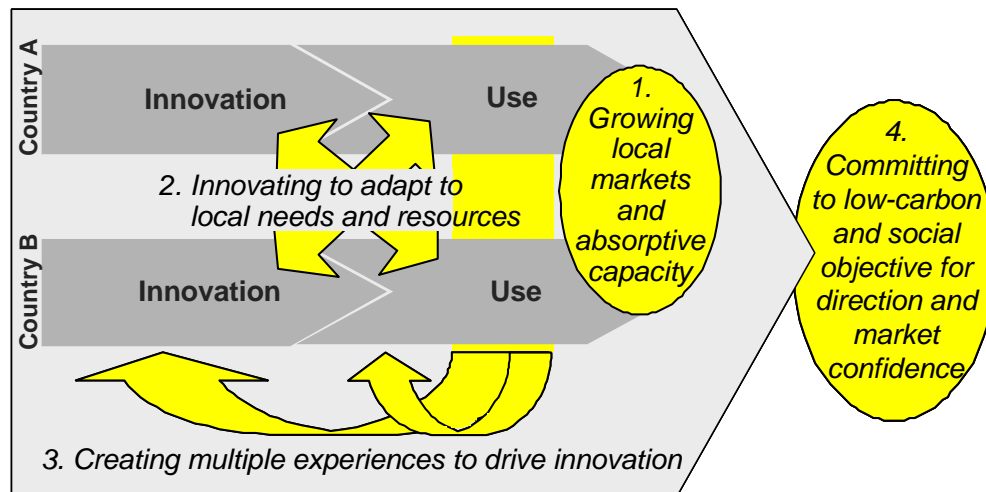 Country A
Innovation
Use
1.
Growing
local
markets
and
absorptive
capacity
2. Innovating to adapt to
local needs and resources
Country B
Innovation
Use
3. Creating multiple experiences to drive innovation
4.
Committing
to low-carbon
and social
objective for
direction and
market
confidence